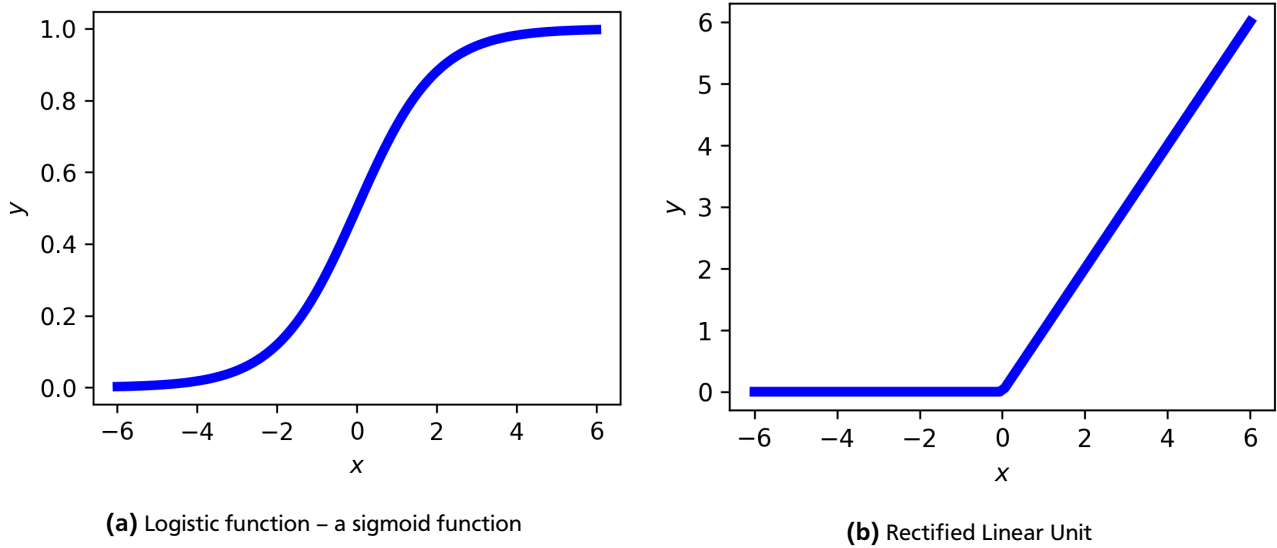 1.0
0.8
0.6
0.4
0.2
0.0
y
−6 −4 −2 0 2 4 6
x
(a) Logistic function – a sigmoid function
6
5
4
3
2
1
0
y
−6 −4 −2 0 2 4 6
x
(b) Rectified Linear Unit